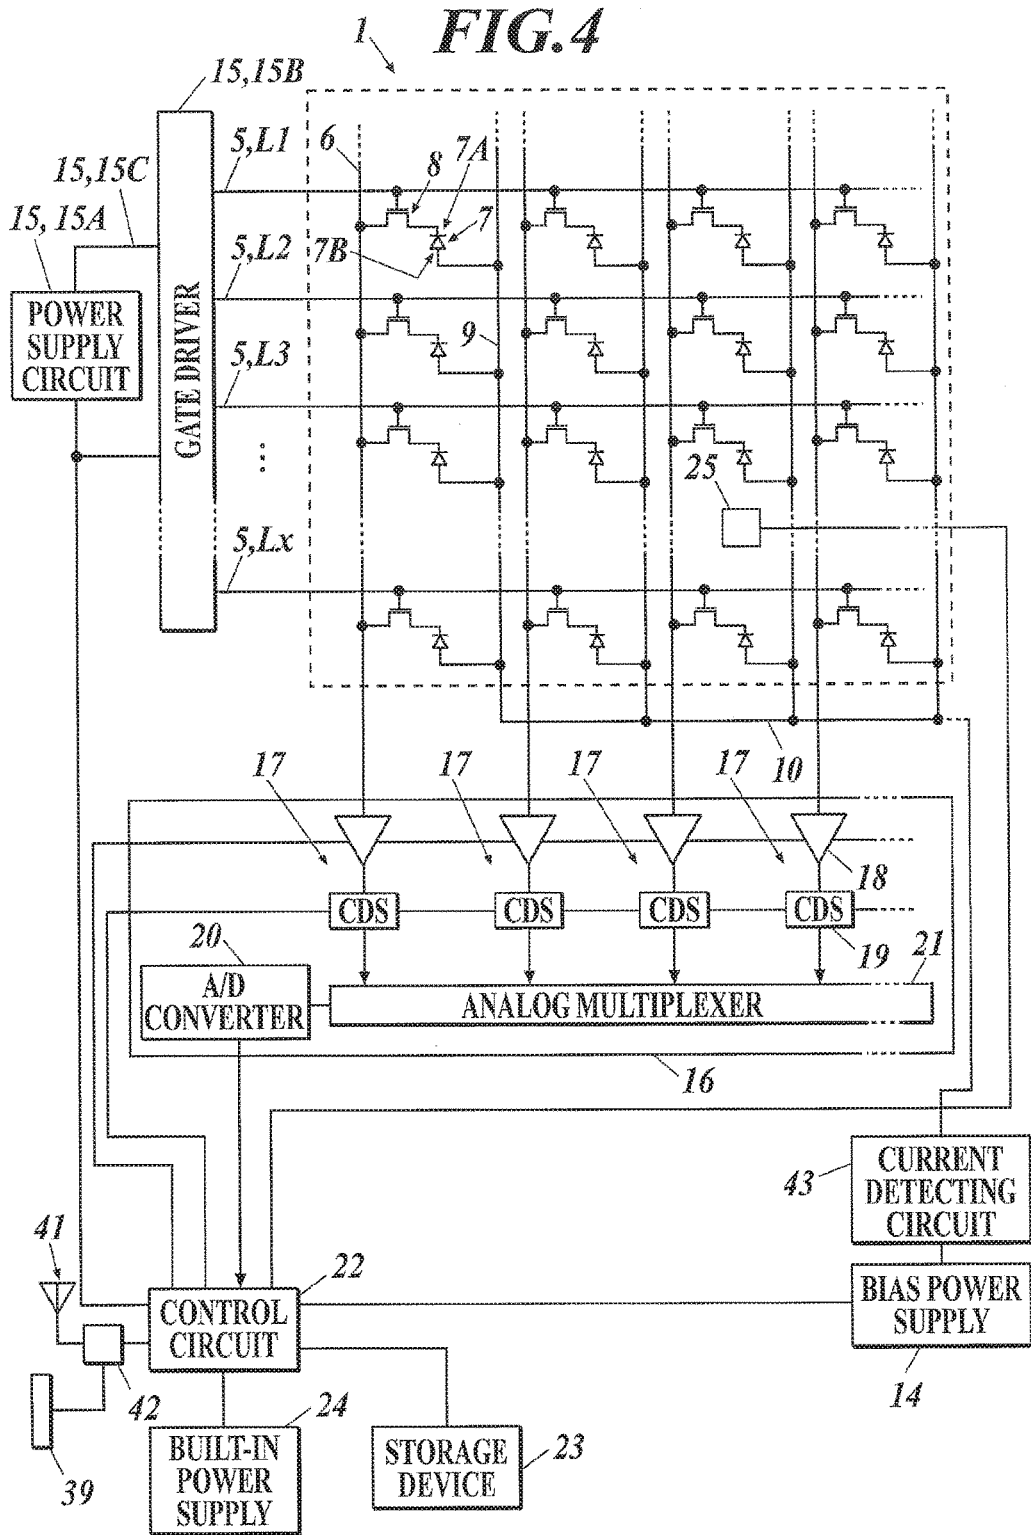 FIG.4
1
15,15B
5,L1
6
8
7A
7
7B
15,15C
15, 15A
5,L2
POWER
SUPPLY
CIRCUIT
GATE DRIVER
9
5,L3
25
5,Lx
10
17
17
17
17
18
CDS
CDS
CDS
CDS
19
20
21
A/D
CONVERTER
ANALOG MULTIPLEXER
16
43
CURRENT
DETECTING
CIRCUIT
41
22
CONTROL
CIRCUIT
BIAS POWER
SUPPLY
14
42
39
24
BUILT-IN
POWER
SUPPLY
STORAGE
DEVICE
23